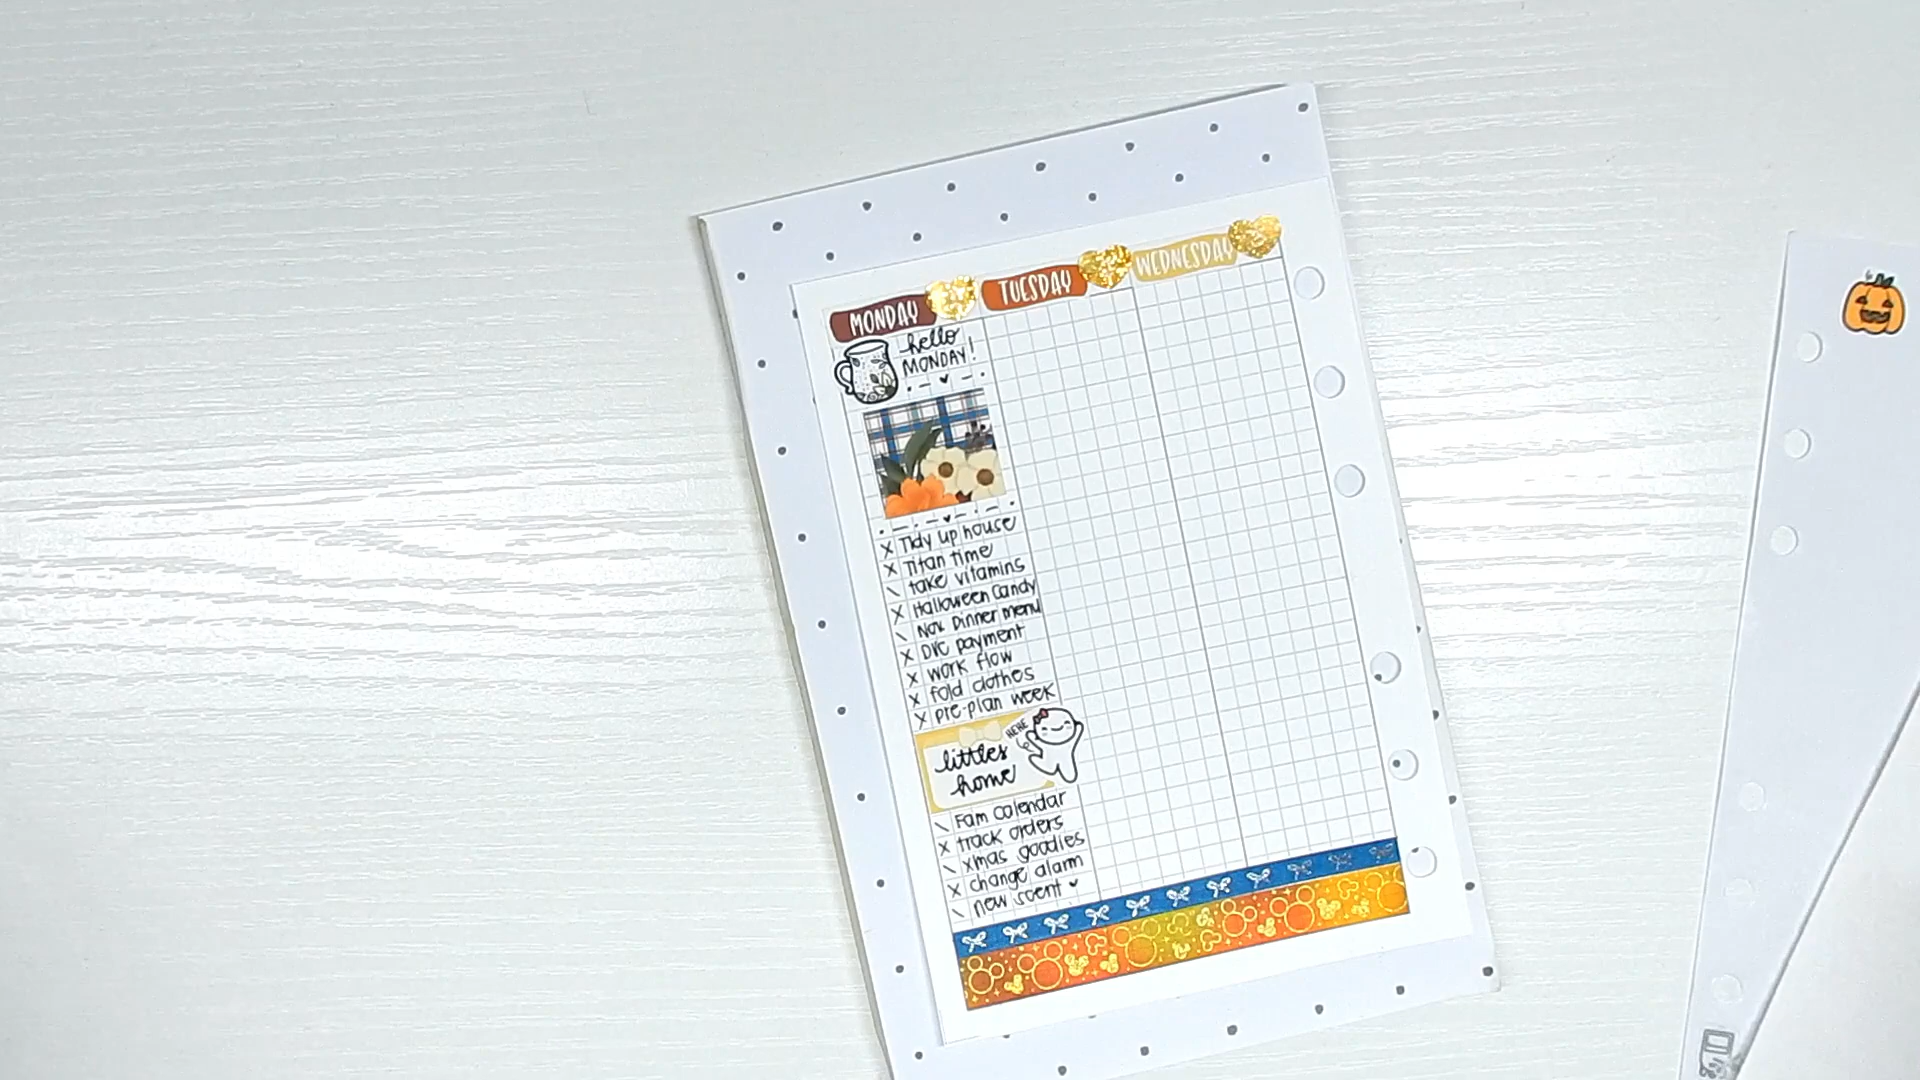 MONDAY
TUESDAY
WEDNESDAY
hello
MONDAY!
x Tidy up house
x Titan time
\ take vitamins
x Halloween Candy
\ Nov Dinner menu
x DVC payment
x work flow
x fold clothes
x pre-plan week
HEHE
littles
home
\ Fam Calendar
x track orders
\ xmas goodies
x change alarm
\ new scent